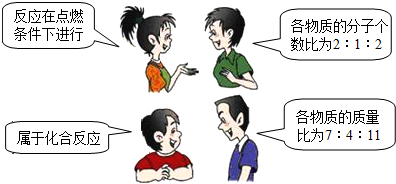 反应在点燃
条件下进行
各物质的分子个
数比为2∶1∶2
属于化合反应
各物质的质量
比为7∶4∶11